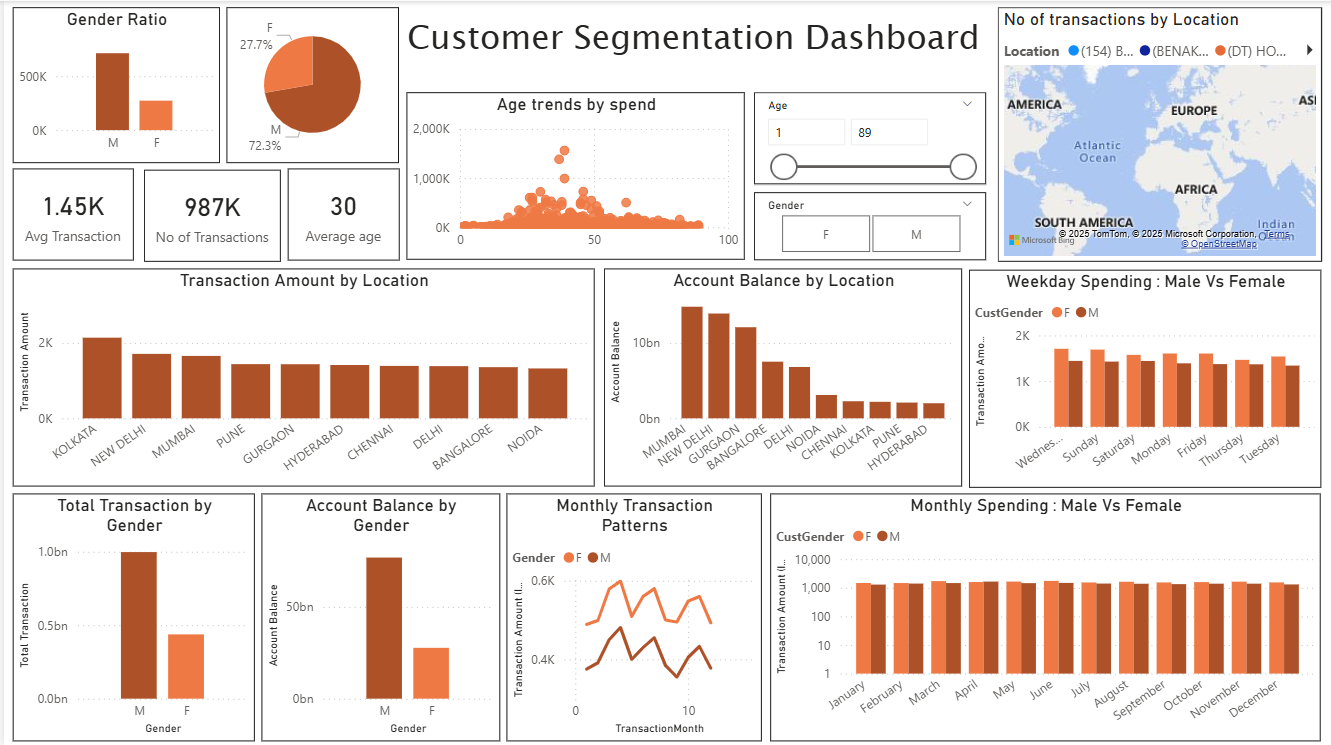 Gender Ratio
500K
0K
M
F
F
27.7%
M
72.3%
Customer Segmentation Dashboard
No of transactions by Location
Location (154) B... (BENAK... (DT) HO...
AMERICA
EUROPE
ASI
Atlantic
Ocean
AFRICA
SOUTH AMERICA
Indian
Microsoft Bing
© 2025 TomTom, © 2025 Microsoft Corporation, Terms
© OpenStreetMap
1.45K
Avg Transaction
987K
No of Transactions
30
Average age
Age trends by spend
2,000K
1,000K
0K
0
50
100
Age
1
89
Gender
F
M
Transaction Amount by Location
Transaction Amount
2K
0K
KOLKATA
NEW DELHI
MUMBAI
PUNE
GURGAON
HYDERABAD
CHENNAI
DELHI
BANGALORE
NOIDA
Account Balance by Location
Account Balance
10bn
0bn
MUMBAI
NEW DELHI
GURGAON
BANGALORE
DELHI
NOIDA
CHENNAI
KOLKATA
PUNE
HYDERABAD
Weekday Spending : Male Vs Female
CustGender F M
Transaction Amo...
2K
1K
0K
Wednes...
Sunday
Saturday
Monday
Friday
Thursday
Tuesday
Total Transaction by
Gender
Total Transaction
1.0bn
0.5bn
0.0bn
M
F
Gender
Account Balance by
Gender
Account Balance
50bn
0bn
M
F
Gender
Monthly Transaction
Patterns
Gender F M
Transaction Amount (I...
0.6K
0.4K
0
10
TransactionMonth
Monthly Spending : Male Vs Female
CustGender F M
Transaction Amount (I...
10,000
1,000
100
10
1
January
February
March
April
May
June
July
August
September
October
November
December